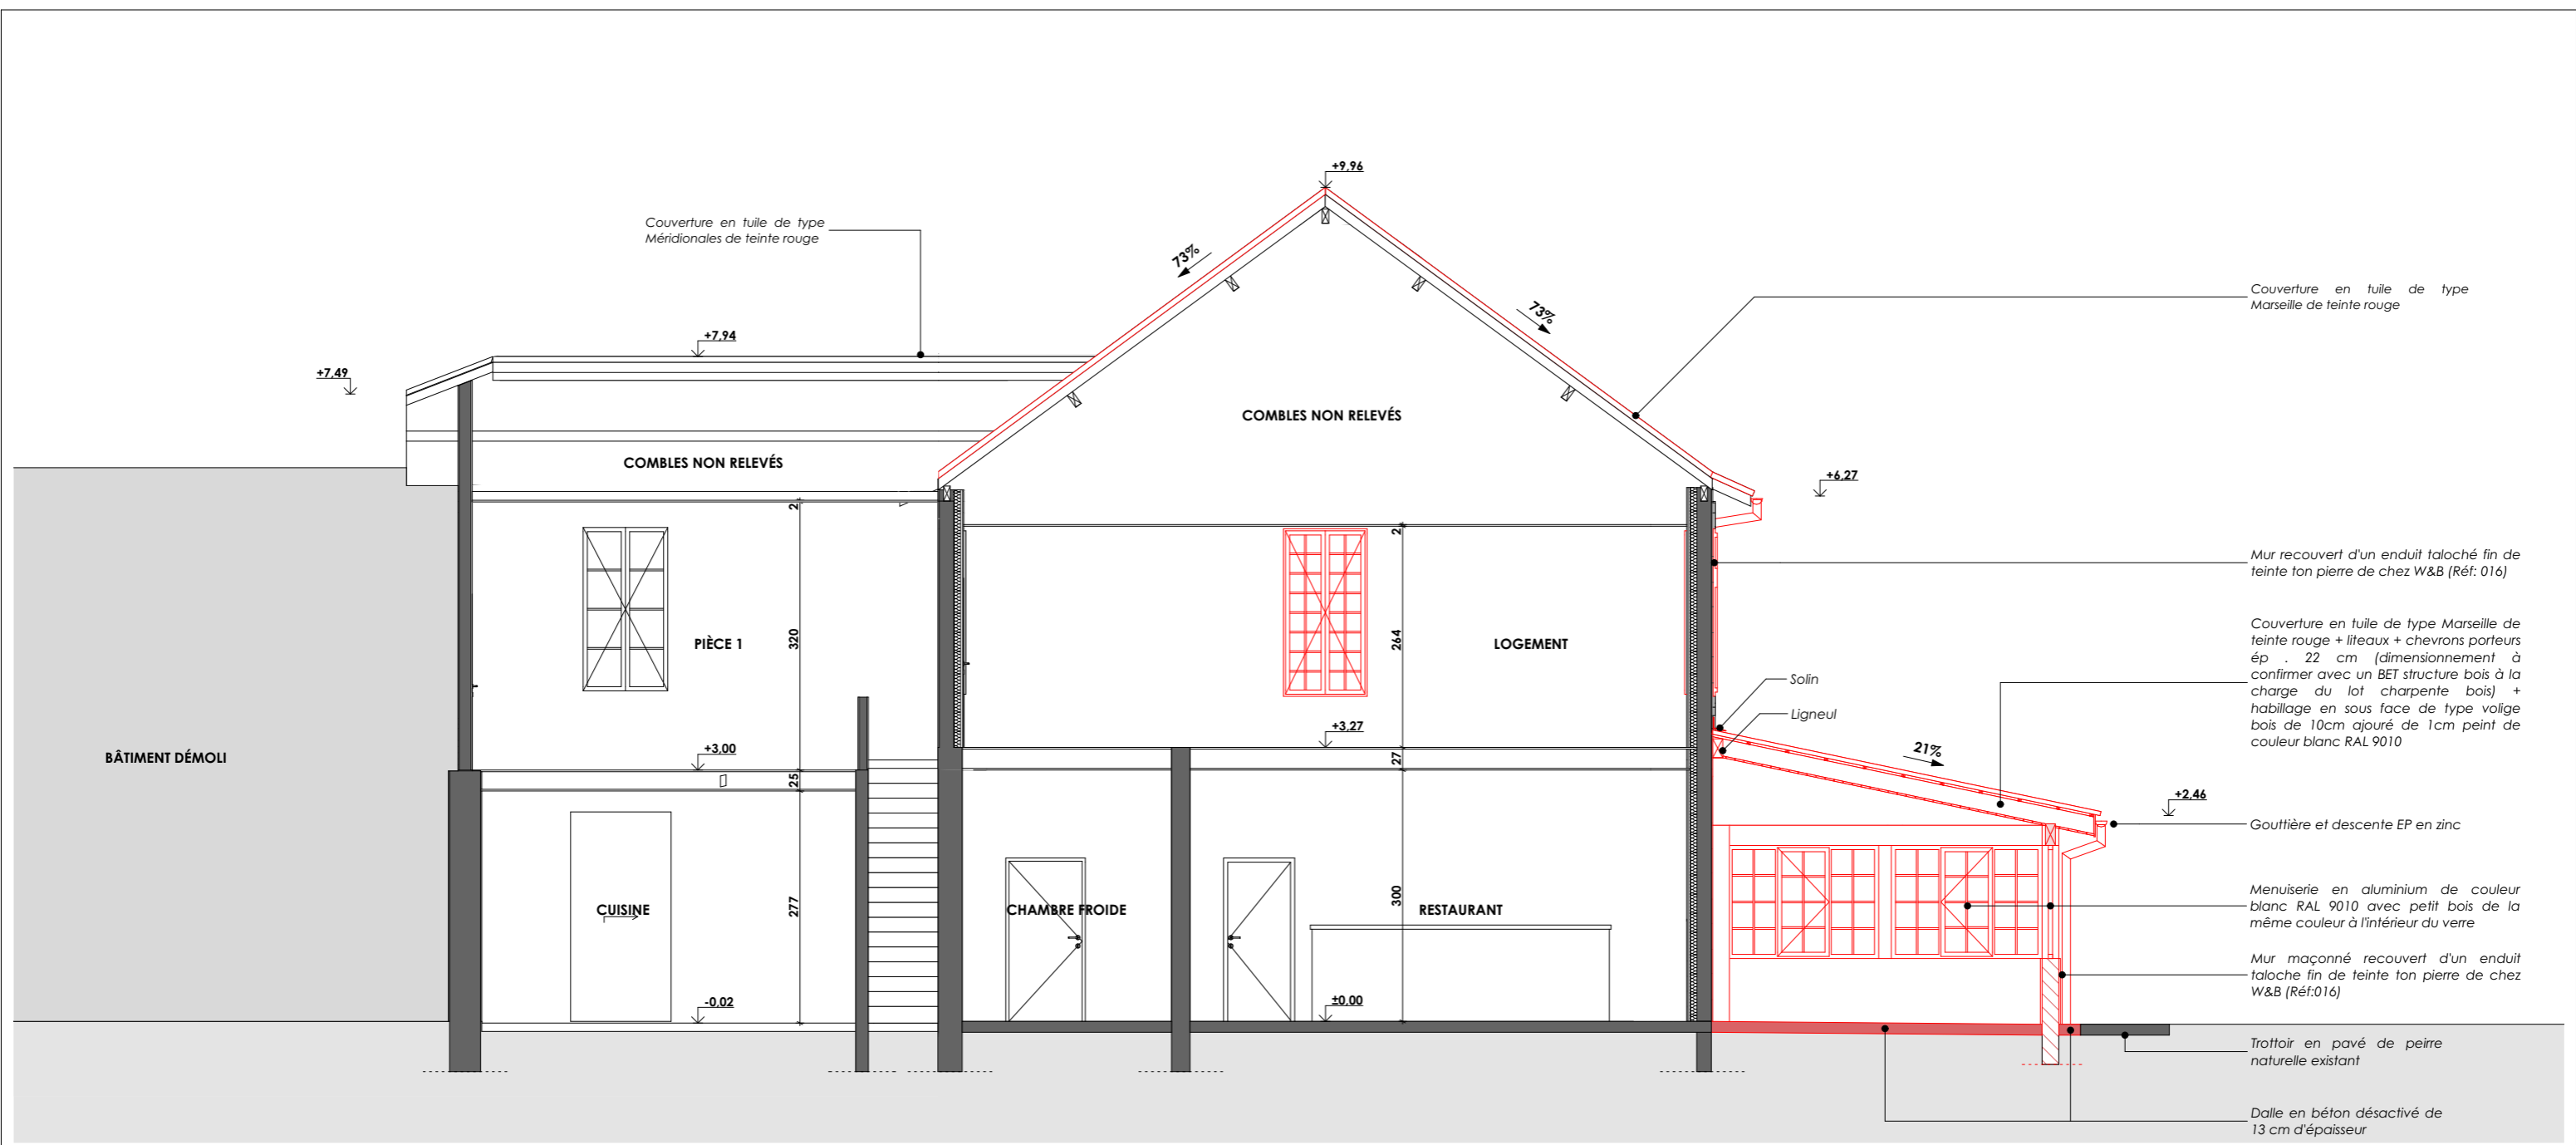 +9,96
Couverture en tuile de type
Méridionales de teinte rouge
73%
73%
Couverture en tuile de type
Marseille de teinte rouge
+7,94
+7,49
COMBLES NON RELEVÉS
COMBLES NON RELEVÉS
+6,27
2
2
Mur recouvert d'un enduit taloché fin de
teinte ton pierre de chez W&B (Réf: 016)
PIÈCE 1
320
264
LOGEMENT
Couverture en tuile de type Marseille de
teinte rouge + liteaux + chevrons porteurs
ép . 22 cm (dimensionnement à
confirmer avec un BET structure bois à la
charge du lot charpente bois) +
habillage en sous face de type volige
bois de 10cm ajouré de 1cm peint de
couleur blanc RAL 9010
Solin
Ligneul
+3,00
+3,27
21%
BÂTIMENT DÉMOLI
25
27
+2,46
Gouttière et descente EP en zinc
CUISINE
277
CHAMBRE FROIDE
300
RESTAURANT
Menuiserie en aluminium de couleur
blanc RAL 9010 avec petit bois de la
même couleur à l'intérieur du verre
Mur maçonné recouvert d'un enduit
taloche fin de teinte ton pierre de chez
W&B (Réf:016)
-0,02
±0,00
Trottoir en pavé de peirre
naturelle existant
Dalle en béton désactivé de
13 cm d'épaisseur